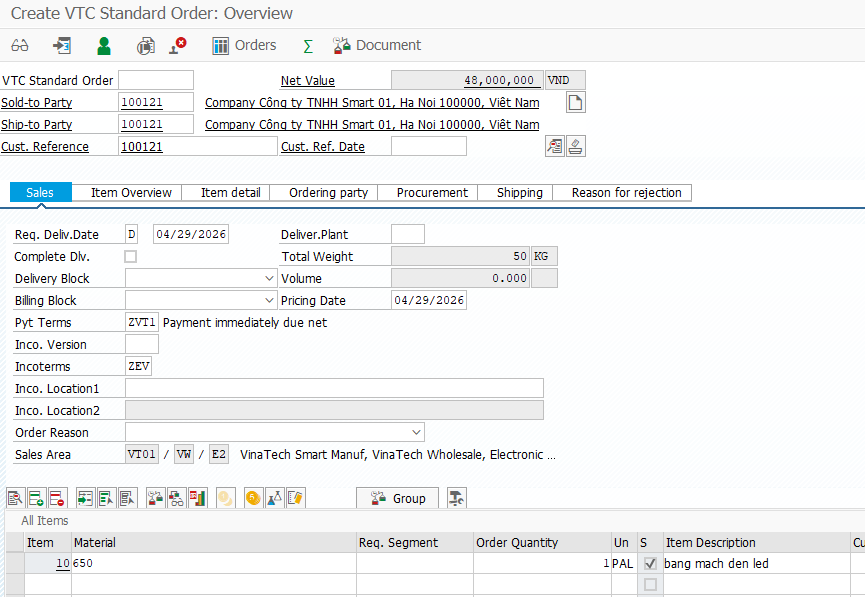 Create VTC Standard Order: Overview
Orders Document
VTC Standard Order Net Value 48,000,000 VND
Sold-to Party 100121 Company Công ty TNHH Smart 01, Ha Noi 100000, Viêt Nam
Ship-to Party 100121 Company Công ty TNHH Smart 01, Ha Noi 100000, Viêt Nam
Cust. Reference 100121 Cust. Ref. Date
Sales Item Overview Item detail Ordering party Procurement Shipping Reason for rejection
Req. Deliv.Date D 04/29/2026 Deliver.Plant
Complete Dlv. Total Weight 50 KG
Delivery Block Volume 0.000
Billing Block Pricing Date 04/29/2026
Pyt Terms ZVT1 Payment immediately due net
Inco. Version
Incoterms ZEV
Inco. Location1
Inco. Location2
Order Reason
Sales Area VT01 / VW / E2 VinaTech Smart Manuf, VinaTech Wholesale, Electronic ...
Group
All Items
Item Material Req. Segment Order Quantity Un S Item Description Cu
10 650 1 PAL bang mach den led